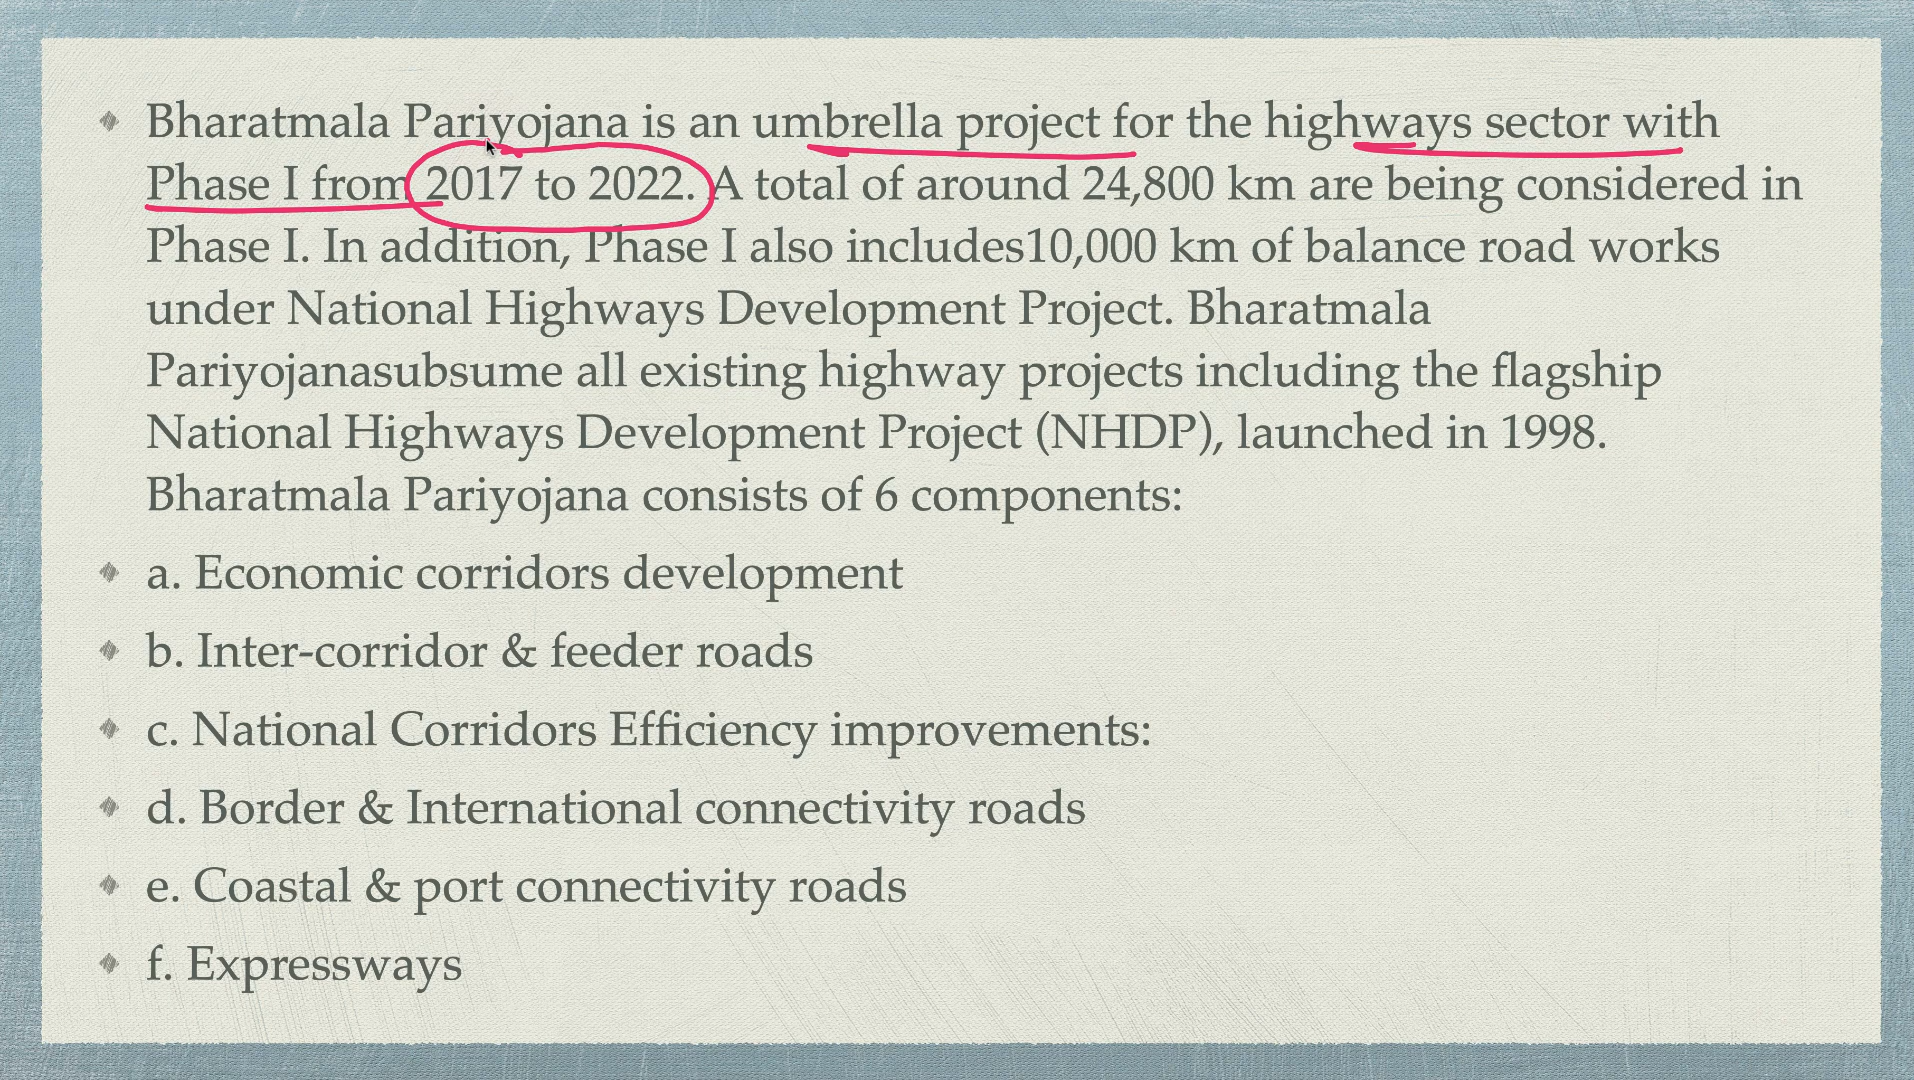 Bharatmala Pariyojana is an umbrella project for the highways sector with
Phase I from 2017 to 2022. A total of around 24,800 km are being considered in
Phase I. In addition, Phase I also includes10,000 km of balance road works
under National Highways Development Project. Bharatmala
Pariyojanasubsume all existing highway projects including the flagship
National Highways Development Project (NHDP), launched in 1998.
Bharatmala Pariyojana consists of 6 components:
a. Economic corridors development
b. Inter-corridor & feeder roads
c. National Corridors Efficiency improvements:
d. Border & International connectivity roads
e. Coastal & port connectivity roads
f. Expressways